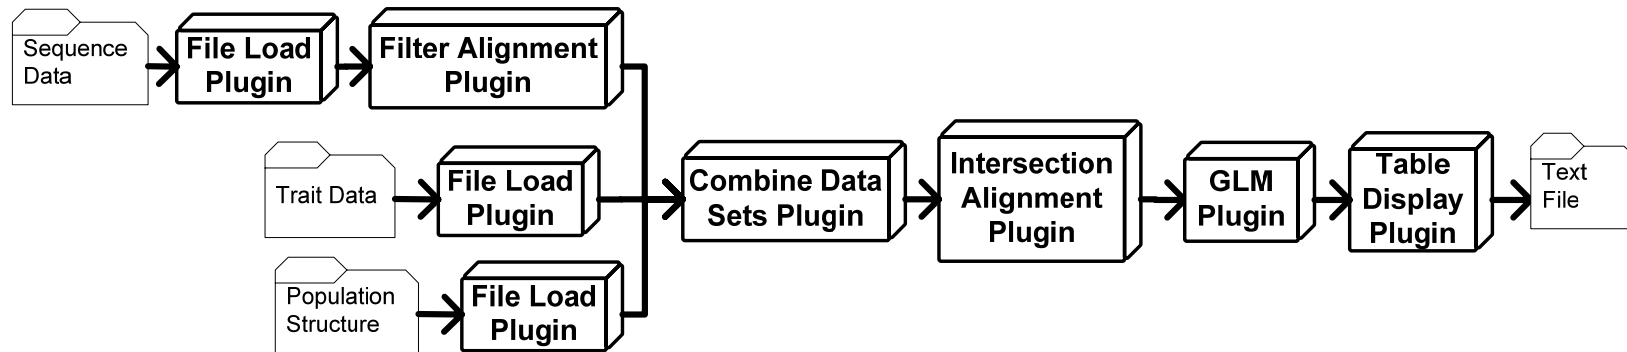 Sequence
Data
File Load
Plugin
Filter Alignment
Plugin
Trait Data
File Load
Plugin
Population
Structure
File Load
Plugin
Combine Data
Sets Plugin
Intersection
Alignment
Plugin
GLM
Plugin
Table
Display
Plugin
Text
File